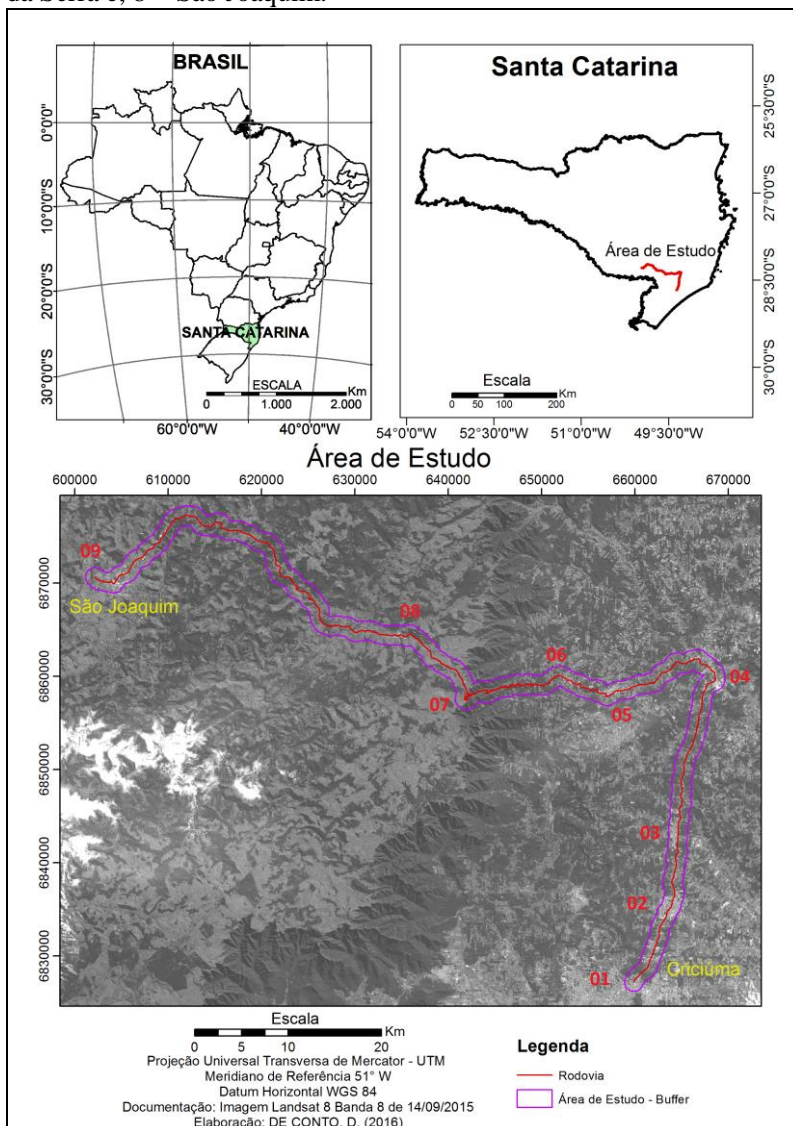 da Serra e, 8 – São Joaquim.
BRASIL
0°0'0"
10°0'0"S
20°0'0"S
30°0'0"S
SANTA CATARINA
ESCALA
0 1.000 2.000 Km
60°0'0"W 40°0'0"W
Santa Catarina
25°30'0"S
27°0'0"S
28°30'0"S
30°0'0"S
Área de Estudo
Escala
0 50 100 200 Km
54°0'0"W 52°30'0"W 51°0'0"W 49°30'0"W
Área de Estudo
600000 610000 620000 630000 640000 650000 660000 670000
6870000
6860000
6850000
6840000
6830000
09
São Joaquim
08
07
06
05
04
03
02
01
Criciúma
Escala
0 5 10 20 Km
Projeção Universal Transversa de Mercator - UTM
Meridiano de Referência 51° W
Datum Horizontal WGS 84
Documentação: Imagem Landsat 8 Banda 8 de 14/09/2015
Elaboração: DE CONTO, D. (2016)
Legenda
Rodovia
Área de Estudo - Buffer